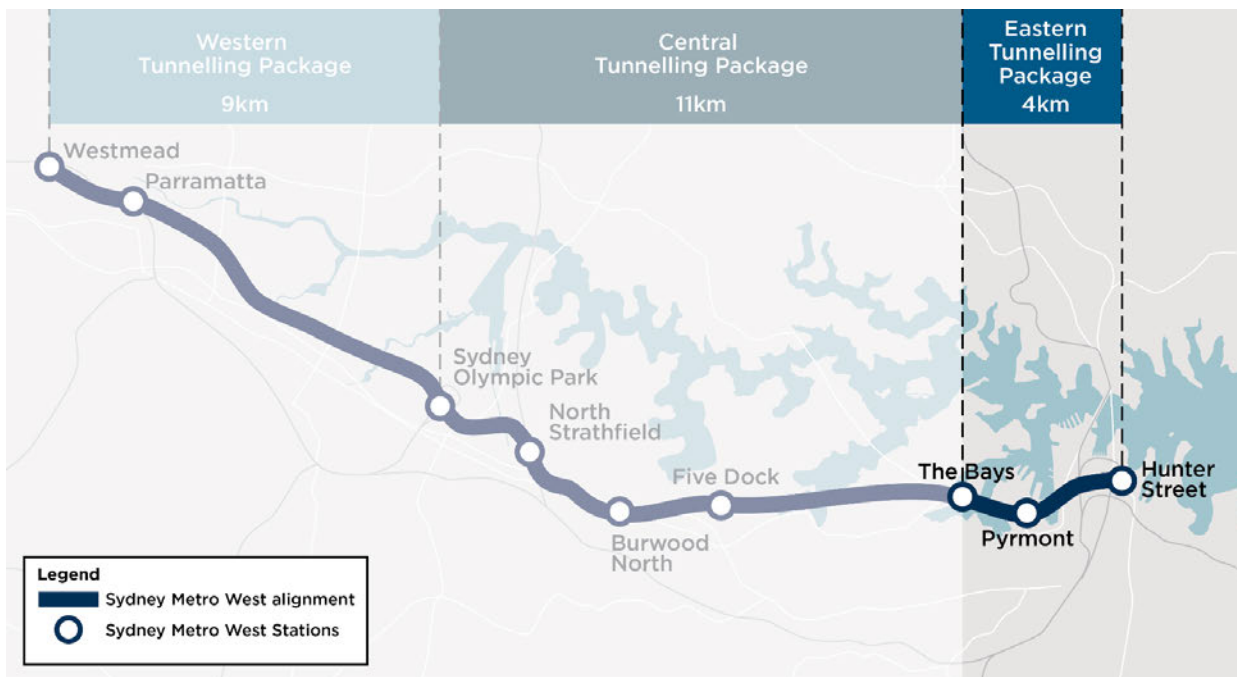 Western
Tunnelling Package
9km
Central
Tunnelling Package
11km
Eastern
Tunnelling
Package
4km
Westmead
Parramatta
Sydney
Olympic Park
North
Strathfield
Five Dock
Burwood
North
The Bays
Pyrmont
Hunter
Street
Legend
Sydney Metro West alignment
Sydney Metro West Stations